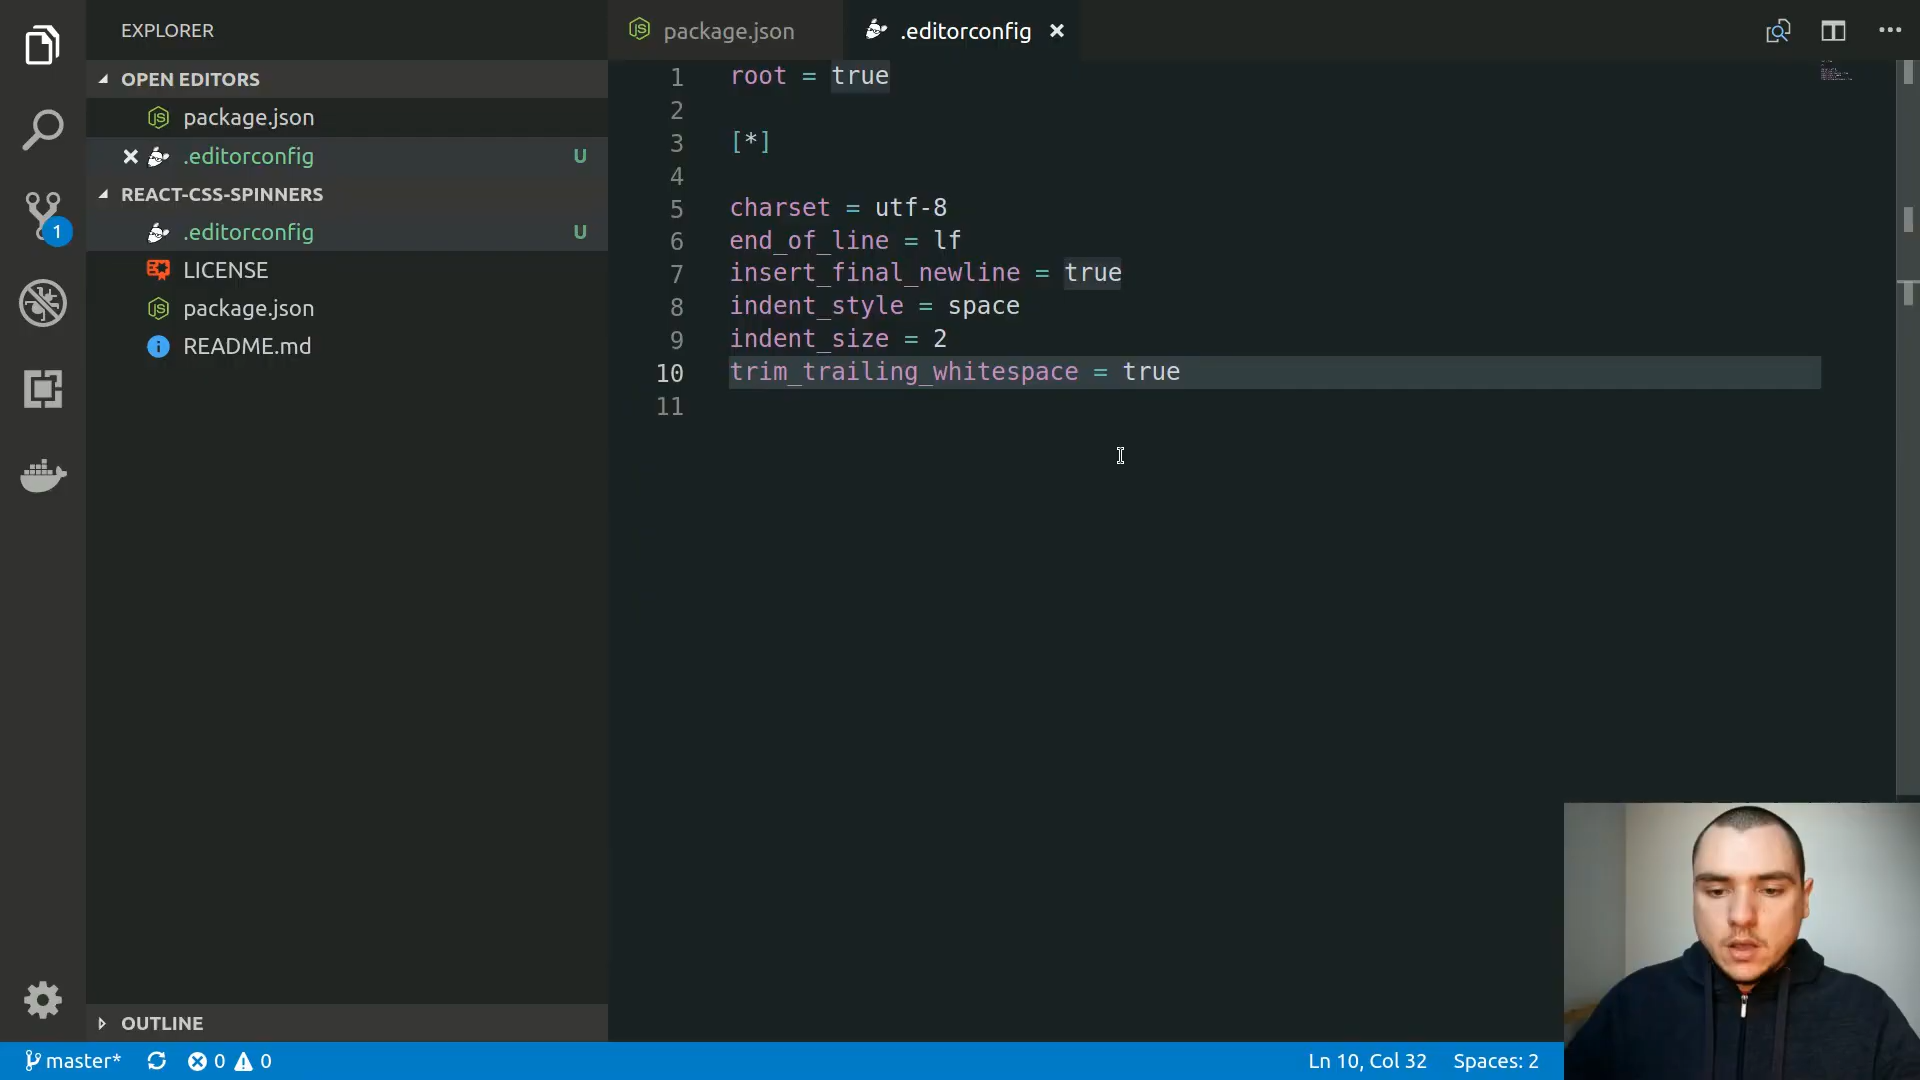 EXPLORER
OPEN EDITORS
package.json
.editorconfig U
REACT-CSS-SPINNERS
.editorconfig U
LICENSE
package.json
README.md
OUTLINE
1
package.json
.editorconfig
1 root = true
2
3 [*]
4
5 charset = utf-8
6 end_of_line = lf
7 insert_final_newline = true
8 indent_style = space
9 indent_size = 2
10 trim_trailing_whitespace = true
11
master* 0 0 Ln 10, Col 32 Spaces: 2